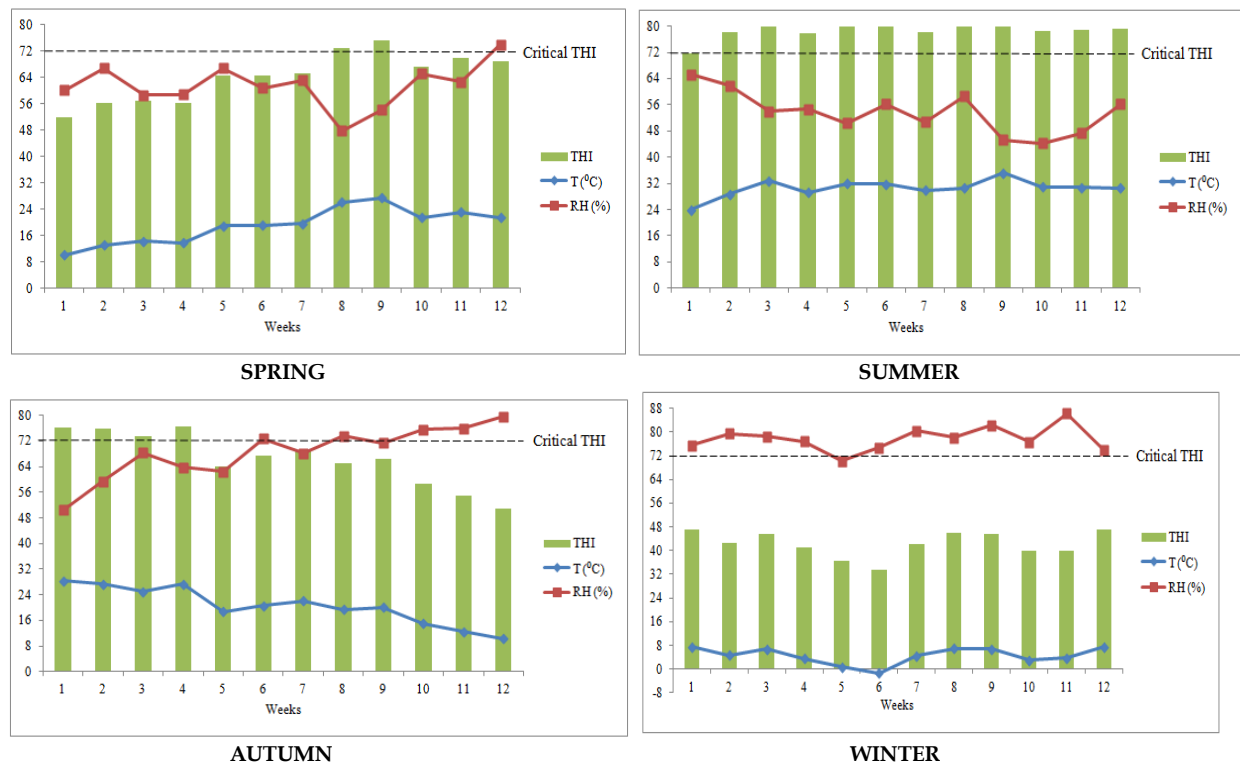 80
72
64
56
48
40
32
24
16
8
0
Critical THI
THI
T(⁰C)
RH (%)
1 2 3 4 5 6 7 8 9 10 11 12
Weeks
SPRING
80
72
64
56
48
40
32
24
16
8
0
Critical THI
THI
T(⁰C)
RH (%)
1 2 3 4 5 6 7 8 9 10 11 12
Weeks
SUMMER
80
72
64
56
48
40
32
24
16
8
0
Critical THI
THI
T(⁰C)
RH (%)
1 2 3 4 5 6 7 8 9 10 11 12
Weeks
AUTUMN
88
80
72
64
56
48
40
32
24
16
8
0
-8
Critical THI
THI
T(⁰C)
RH (%)
1 2 3 4 5 6 7 8 9 10 11 12
Weeks
WINTER